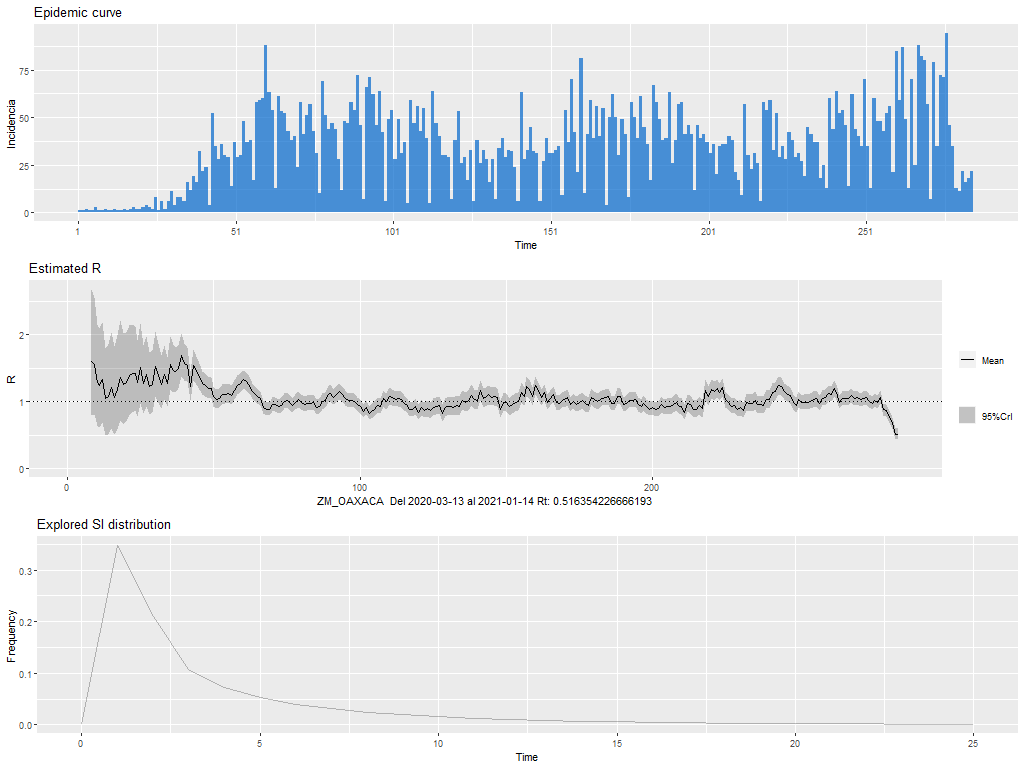 Epidemic curve
Incidencia
75
50
25
0
1
51
101
151
201
251
Time
Estimated R
R
2
1
0
0
100
200
Mean
95%CrI
ZM_OAXACA Del 2020-03-13 al 2021-01-14 Rt: 0.516354226666193
Explored SI distribution
Frequency
0.3
0.2
0.1
0.0
0
5
10
15
20
25
Time